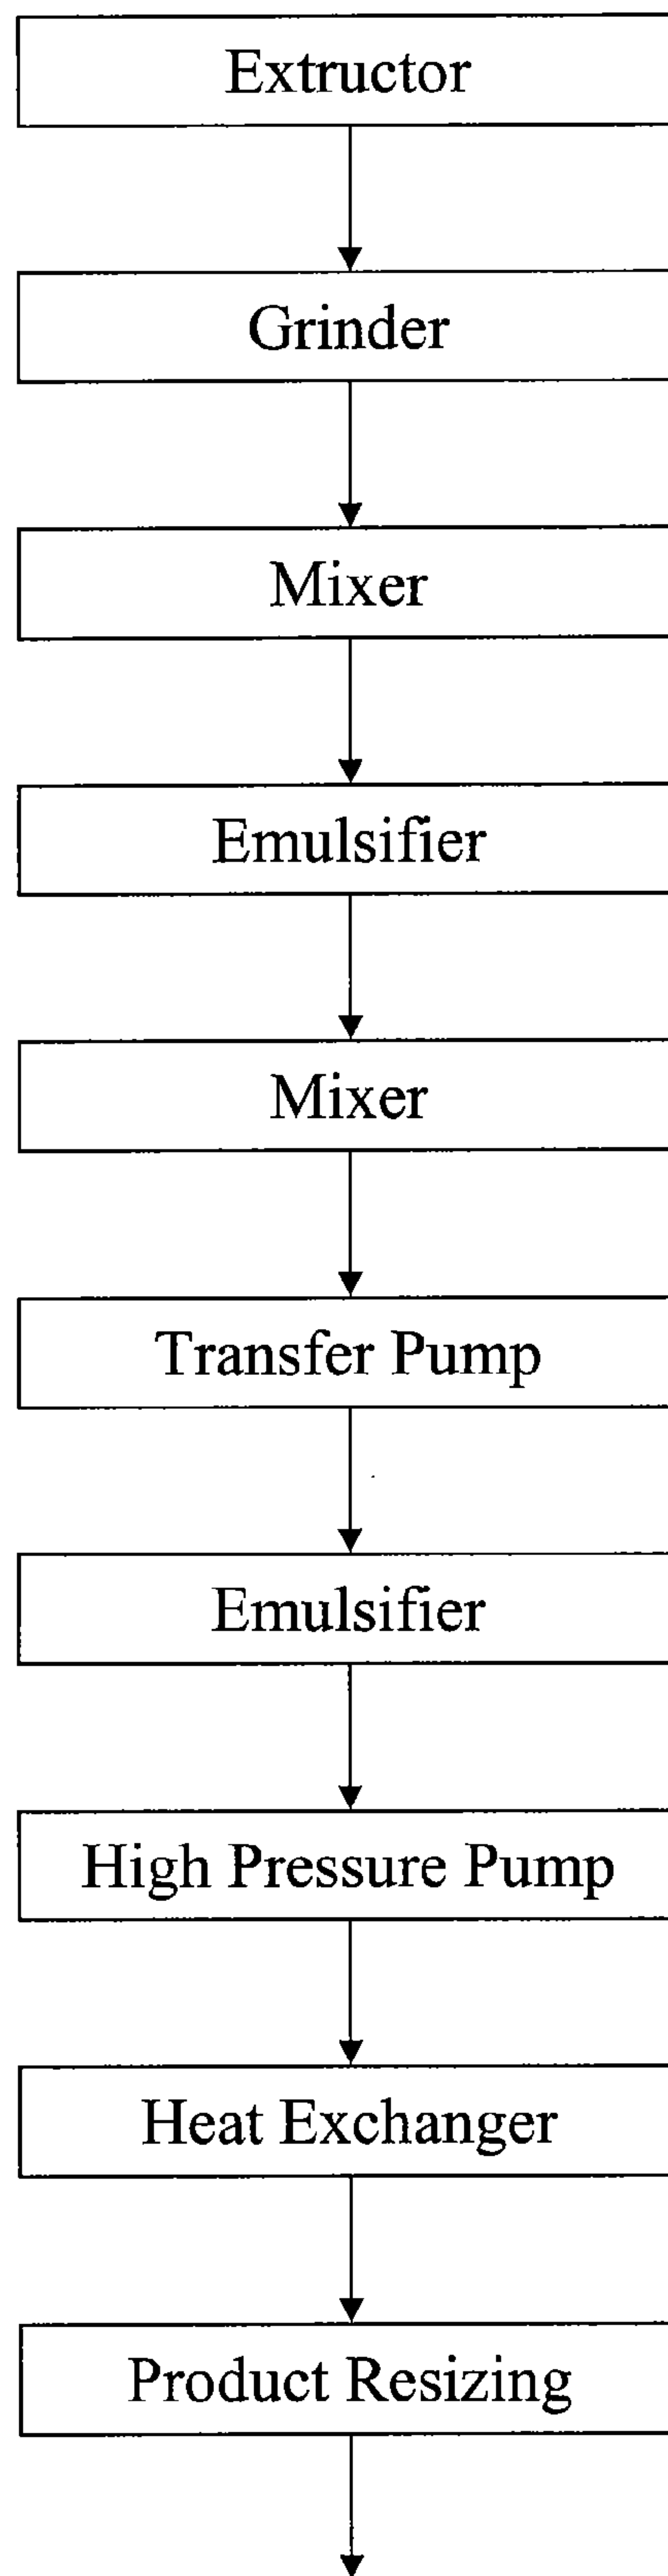 Extructor
Grinder
Mixer
Emulsifier
Mixer
Transfer Pump
Emulsifier
High Pressure Pump
Heat Exchanger
Product Resizing